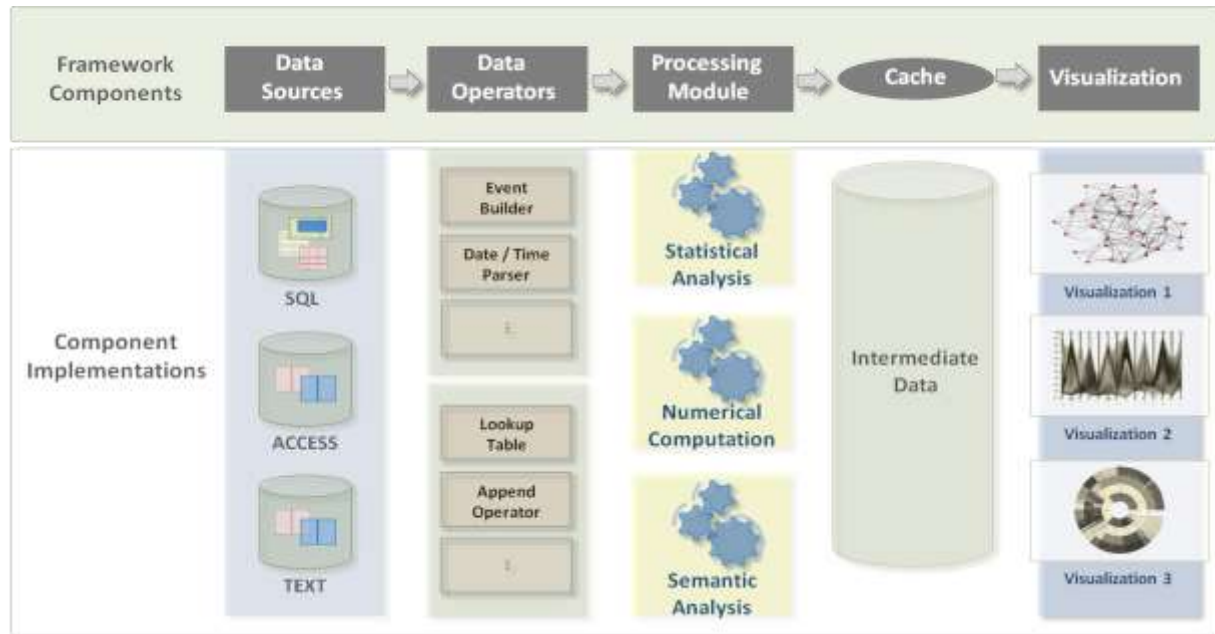 Framework
Components
Data
Sources
Data
Operators
Processing
Module
Cache
Visualization
Component
Implementations
SQL
ACCESS
TEXT
Event
Builder
Date / Time
Parser
Lookup
Table
Append
Operator
Statistical
Analysis
Numerical
Computation
Semantic
Analysis
Intermediate
Data
Visualization 1
Visualization 2
Visualization 3